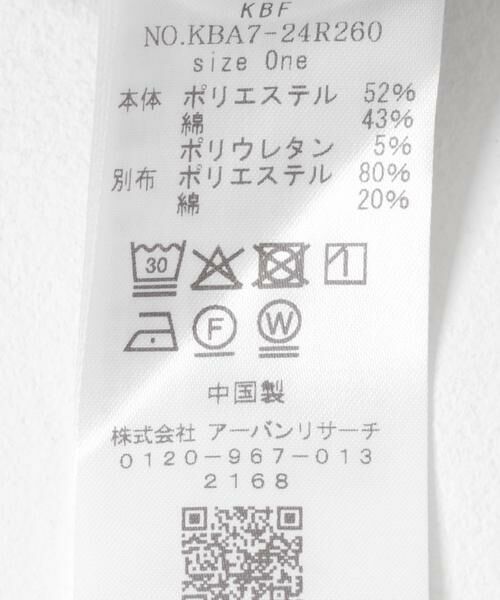 KBF
NO.KBA7-24R260
size One
本体 ポリエステル 52%
綿 43%
ポリウレタン 5%
別布 ポリエステル 80%
綿 20%
30
F W
中国製
株式会社 アーバンリサーチ
0120-967-013
2168